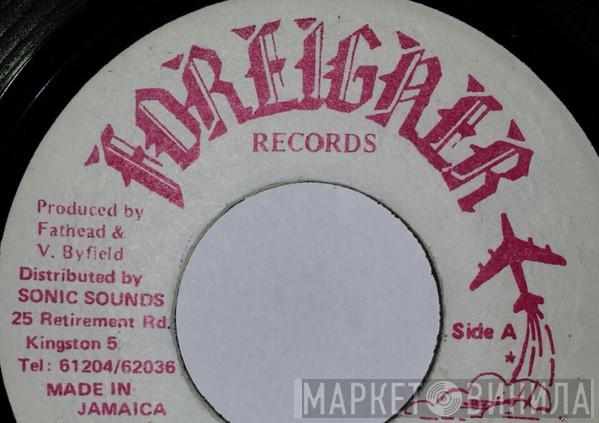 FOREIGNER
RECORDS
Produced by
Fathead &
V. Byfield
Distributed by
SONIC SOUNDS
25 Retirement Rd.
Kingston 5
Tel: 61204/62036
MADE IN
JAMAICA
Side A
МАРКЕТ ВИНИЛА